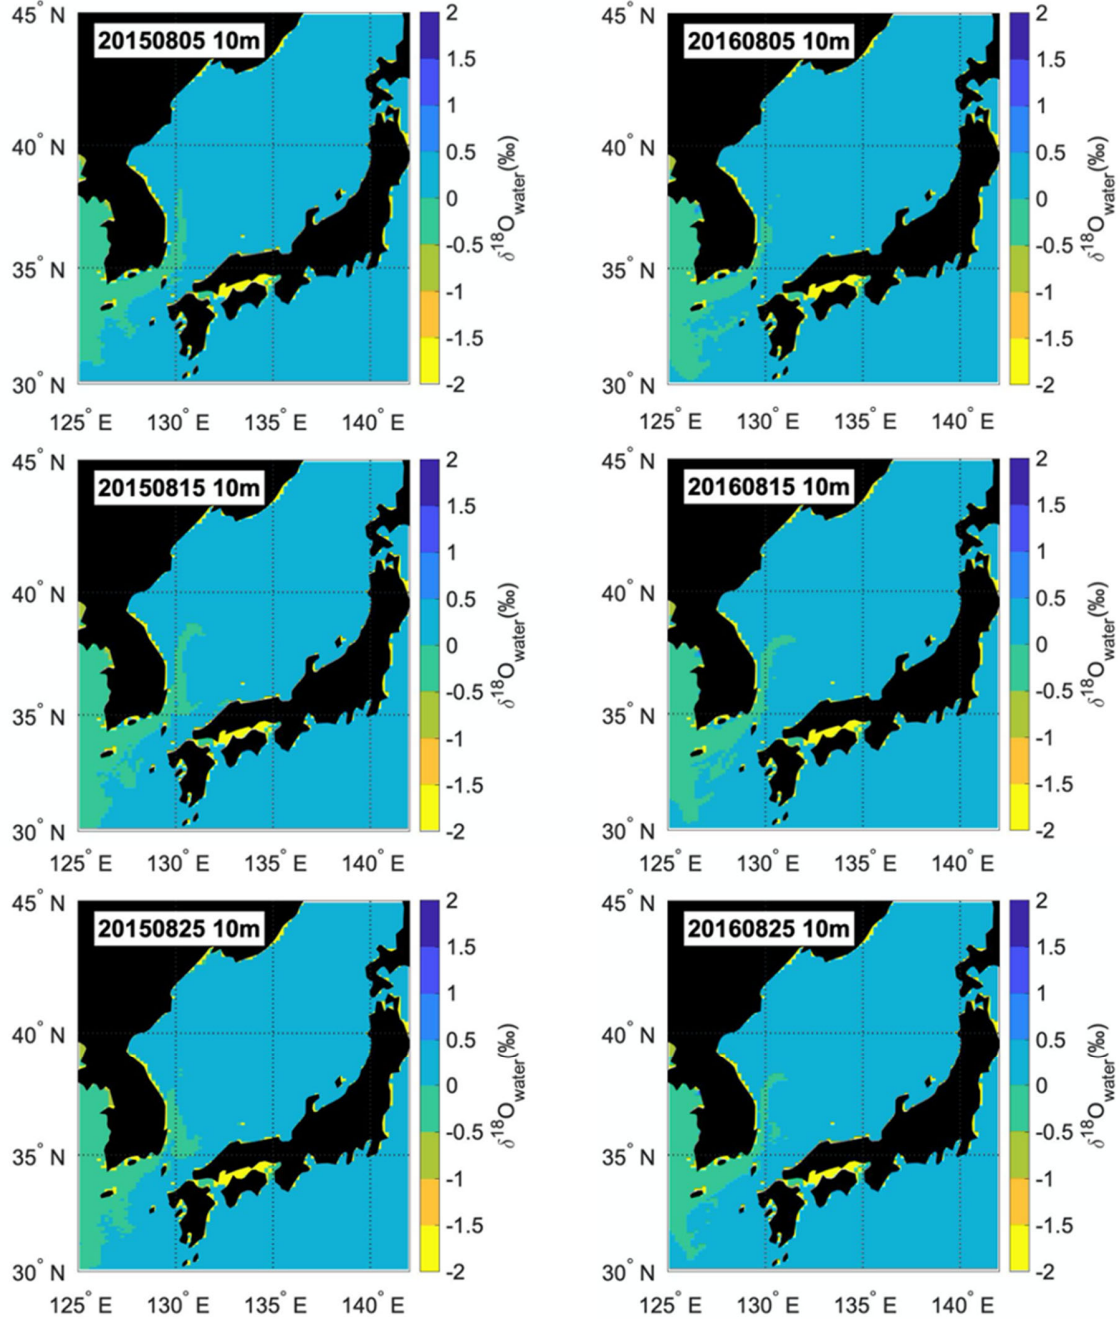 45° N
20150805 10m
40° N
35° N
30° N
125° E 130° E 135° E 140° E
2
1.5
1
0.5
0
-0.5
-1
-1.5
-2
δ18Owater(‰)
45° N
20160805 10m
40° N
35° N
30° N
125° E 130° E 135° E 140° E
2
1.5
1
0.5
0
-0.5
-1
-1.5
-2
δ18Owater(‰)
45° N
20150815 10m
40° N
35° N
30° N
125° E 130° E 135° E 140° E
2
1.5
1
0.5
0
-0.5
-1
-1.5
-2
δ18Owater(‰)
45° N
20160815 10m
40° N
35° N
30° N
125° E 130° E 135° E 140° E
2
1.5
1
0.5
0
-0.5
-1
-1.5
-2
δ18Owater(‰)
45° N
20150825 10m
40° N
35° N
30° N
125° E 130° E 135° E 140° E
2
1.5
1
0.5
0
-0.5
-1
-1.5
-2
δ18Owater(‰)
45° N
20160825 10m
40° N
35° N
30° N
125° E 130° E 135° E 140° E
2
1.5
1
0.5
0
-0.5
-1
-1.5
-2
δ18Owater(‰)